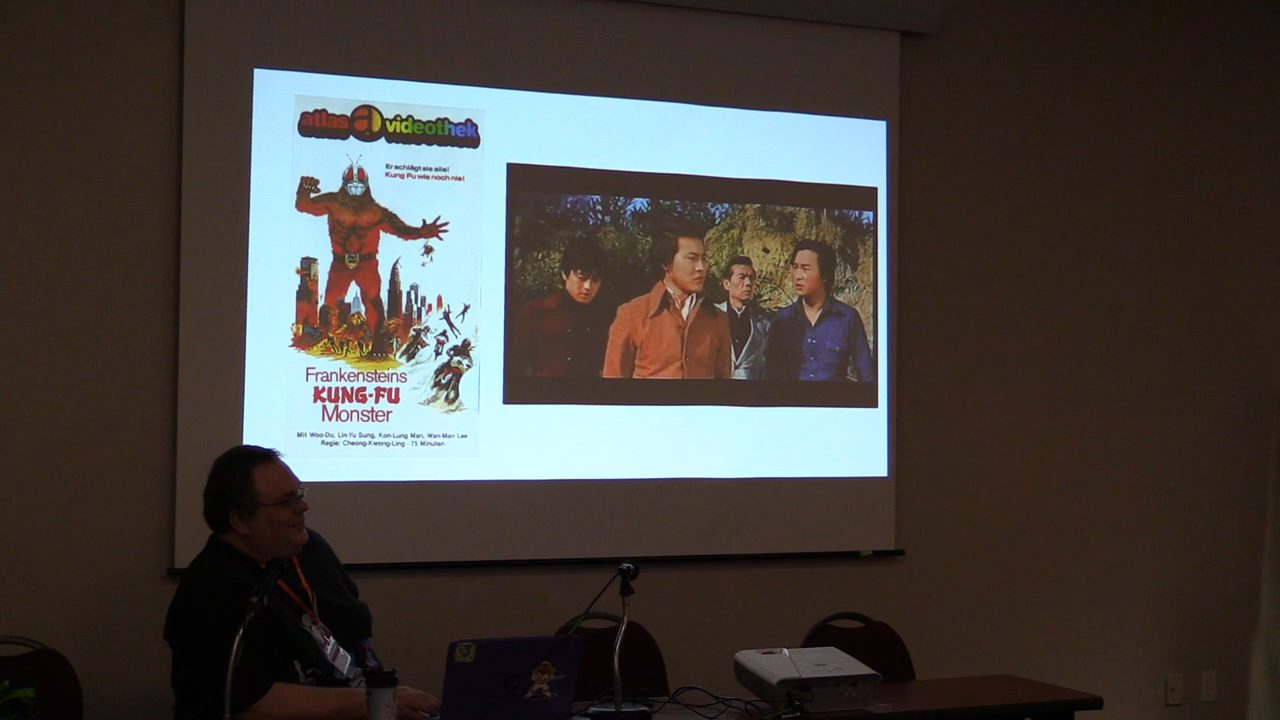 atlas a videothek
Er schlägt sie alle!
Kung Fu wie noch nie!
Frankensteins
KUNG-FU
Monster
Mit Woo-Du, Lin-Yu Sung, Kon-Lung Man, Wan-Man Lee
Regie: Cheong-Kwong-Ling · 75 Minuten